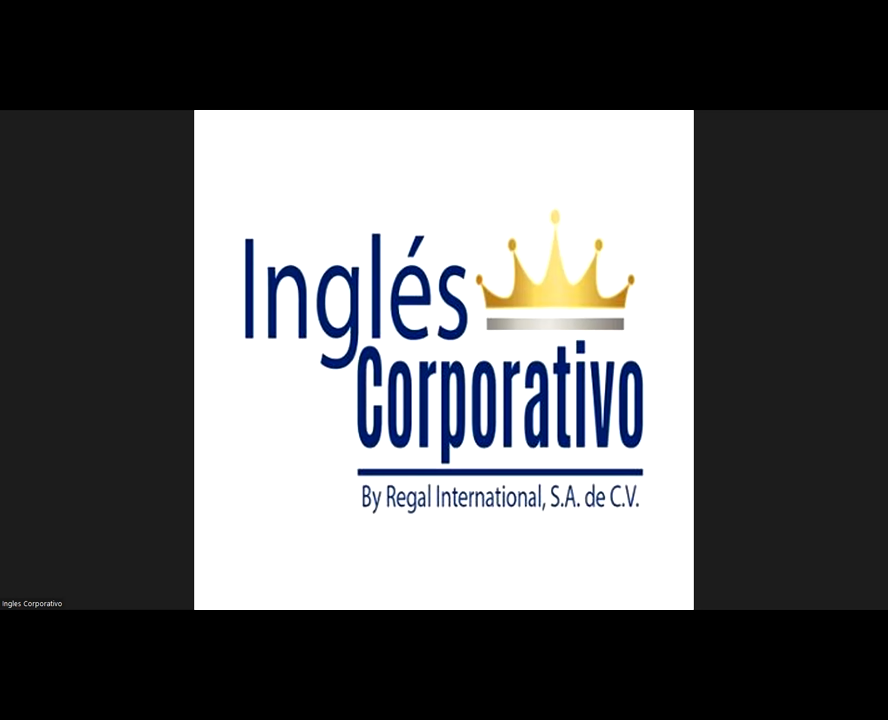 Inglés
Corporativo
By Regal International, S.A. de C.V.
Ingles Corporativo